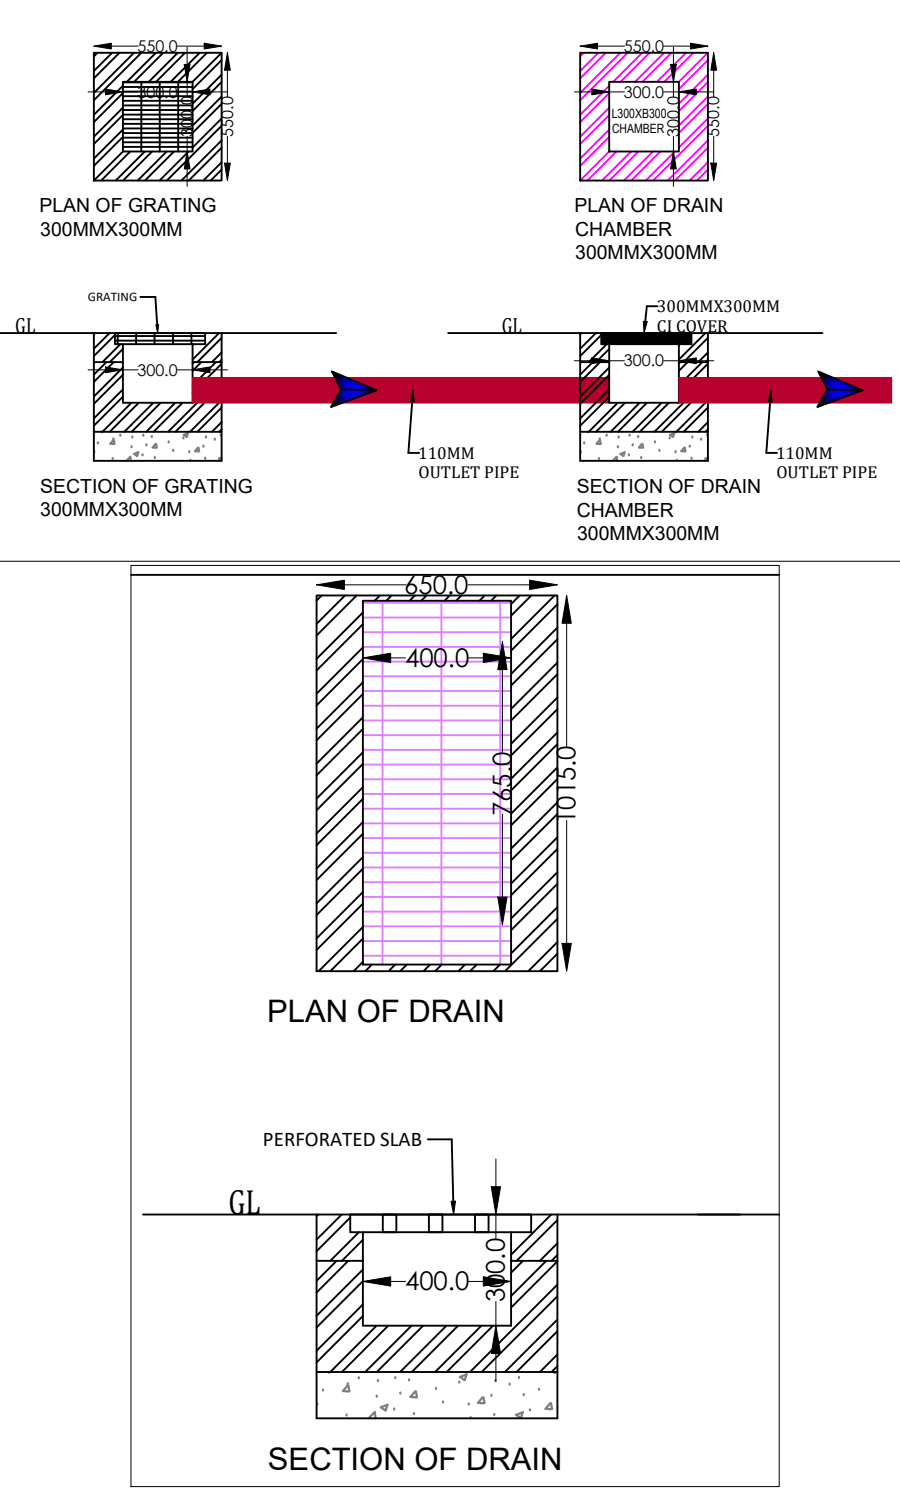 550.0
300.0
300.0
550.0
PLAN OF GRATING
300MMX300MM
550.0
300.0
L300XB300
CHAMBER
300.0
550.0
PLAN OF DRAIN
CHAMBER
300MMX300MM
GRATING
GL
300.0
110MM
OUTLET PIPE
SECTION OF GRATING
300MMX300MM
300MMX300MM
CI COVER
GL
300.0
110MM
OUTLET PIPE
SECTION OF DRAIN
CHAMBER
300MMX300MM
650.0
400.0
765.0
1015.0
PLAN OF DRAIN
PERFORATED SLAB
GL
400.0
300.0
SECTION OF DRAIN